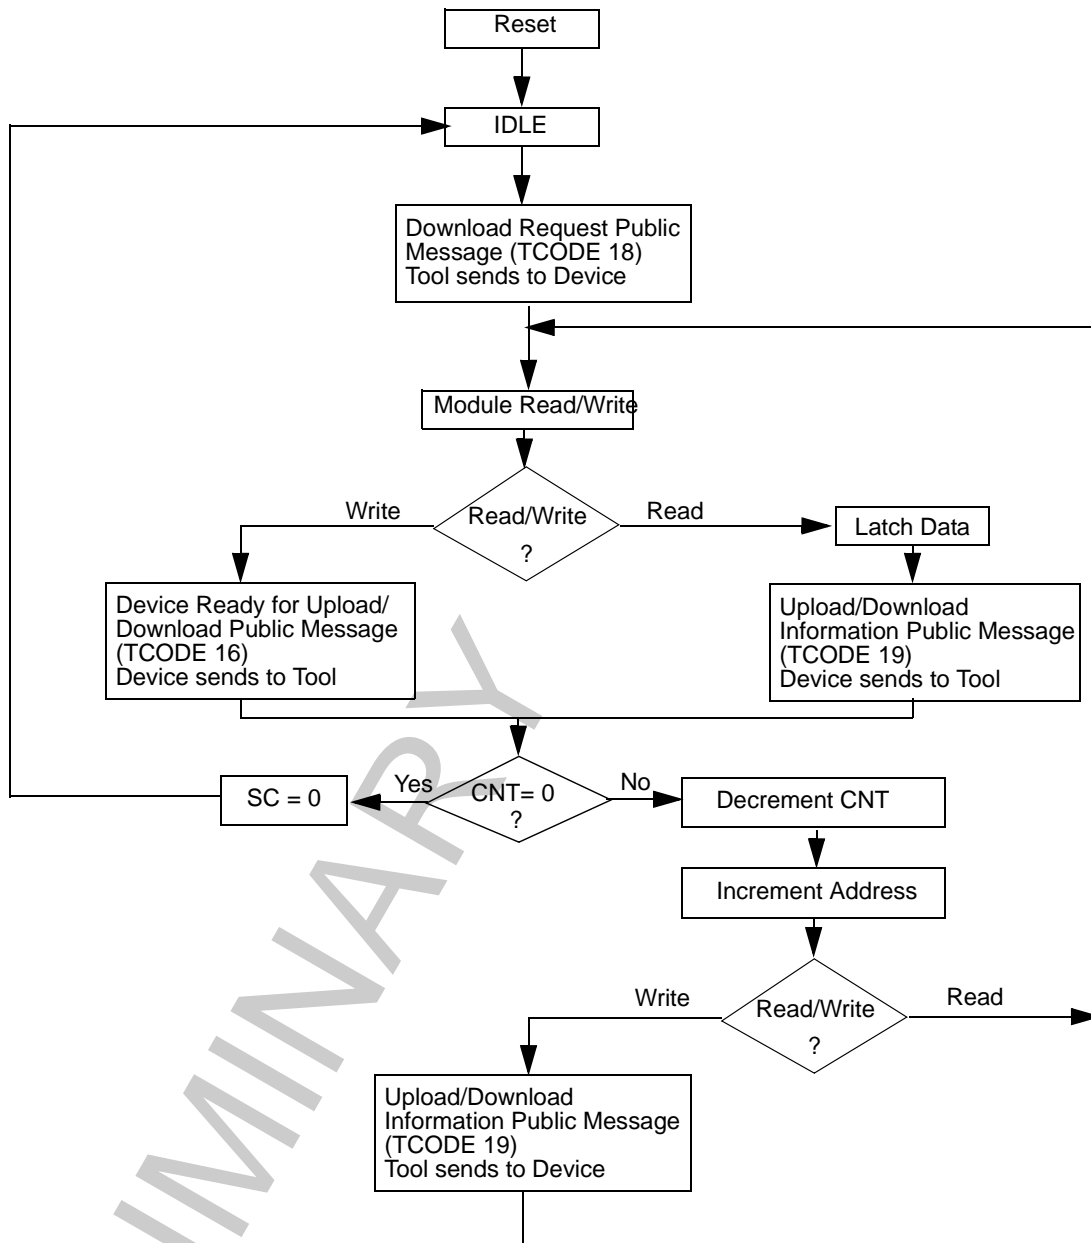 Reset
IDLE
Download Request Public
Message (TCODE 18)
Tool sends to Device
Module Read/Write
Write
Read/Write
?
Read
Latch Data
Device Ready for Upload/
Download Public Message
(TCODE 16)
Device sends to Tool
Upload/Download
Information Public Message
(TCODE 19)
Device sends to Tool
SC = 0
Yes
CNT= 0
?
No
Decrement CNT
Increment Address
Write
Read/Write
?
Read
Upload/Download
Information Public Message
(TCODE 19)
Tool sends to Device
IMINARY